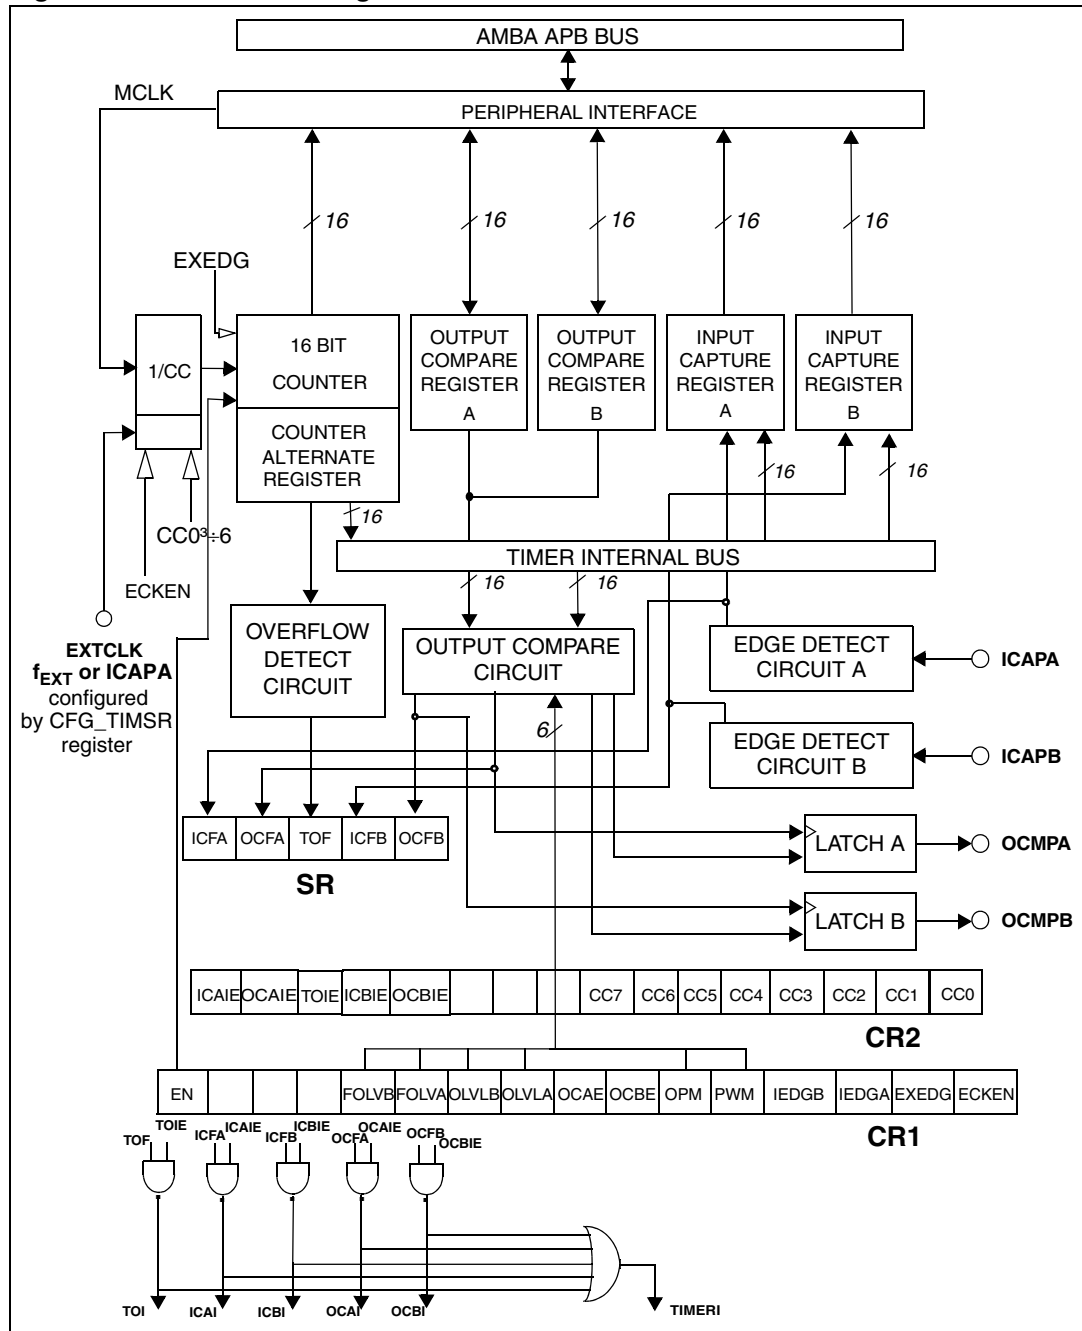 AMBA APB BUS
MCLK
PERIPHERAL INTERFACE
16
16
16
16
16
EXEDG
1/CC
16 BIT
COUNTER
COUNTER
ALTERNATE
REGISTER
OUTPUT
COMPARE
REGISTER
A
OUTPUT
COMPARE
REGISTER
B
INPUT
CAPTURE
REGISTER
A
INPUT
CAPTURE
REGISTER
B
16
16
16
CC0³÷6
ECKEN
TIMER INTERNAL BUS
16
16
EXTCLK
fEXT or ICAPA
configured
by CFG_TIMSR
register
OVERFLOW
DETECT
CIRCUIT
OUTPUT COMPARE
CIRCUIT
6
EDGE DETECT
CIRCUIT A
ICAPA
EDGE DETECT
CIRCUIT B
ICAPB
ICFA OCFA TOF ICFB OCFB
SR
LATCH A
OCMPA
LATCH B
OCMPB
ICAIE OCAIE TOIE ICBIE OCBIE CC7 CC6 CC5 CC4 CC3 CC2 CC1 CC0
CR2
EN FOLVB FOLVA OLVLB OLVLA OCAE OCBE OPM PWM IEDGB IEDGA EXEDG ECKEN
CR1
TOF TOIE ICFA ICAIE ICFB ICBIE OCFA OCAIE OCFB OCBIE
TOI ICAI ICBI OCAI OCBI TIMERI